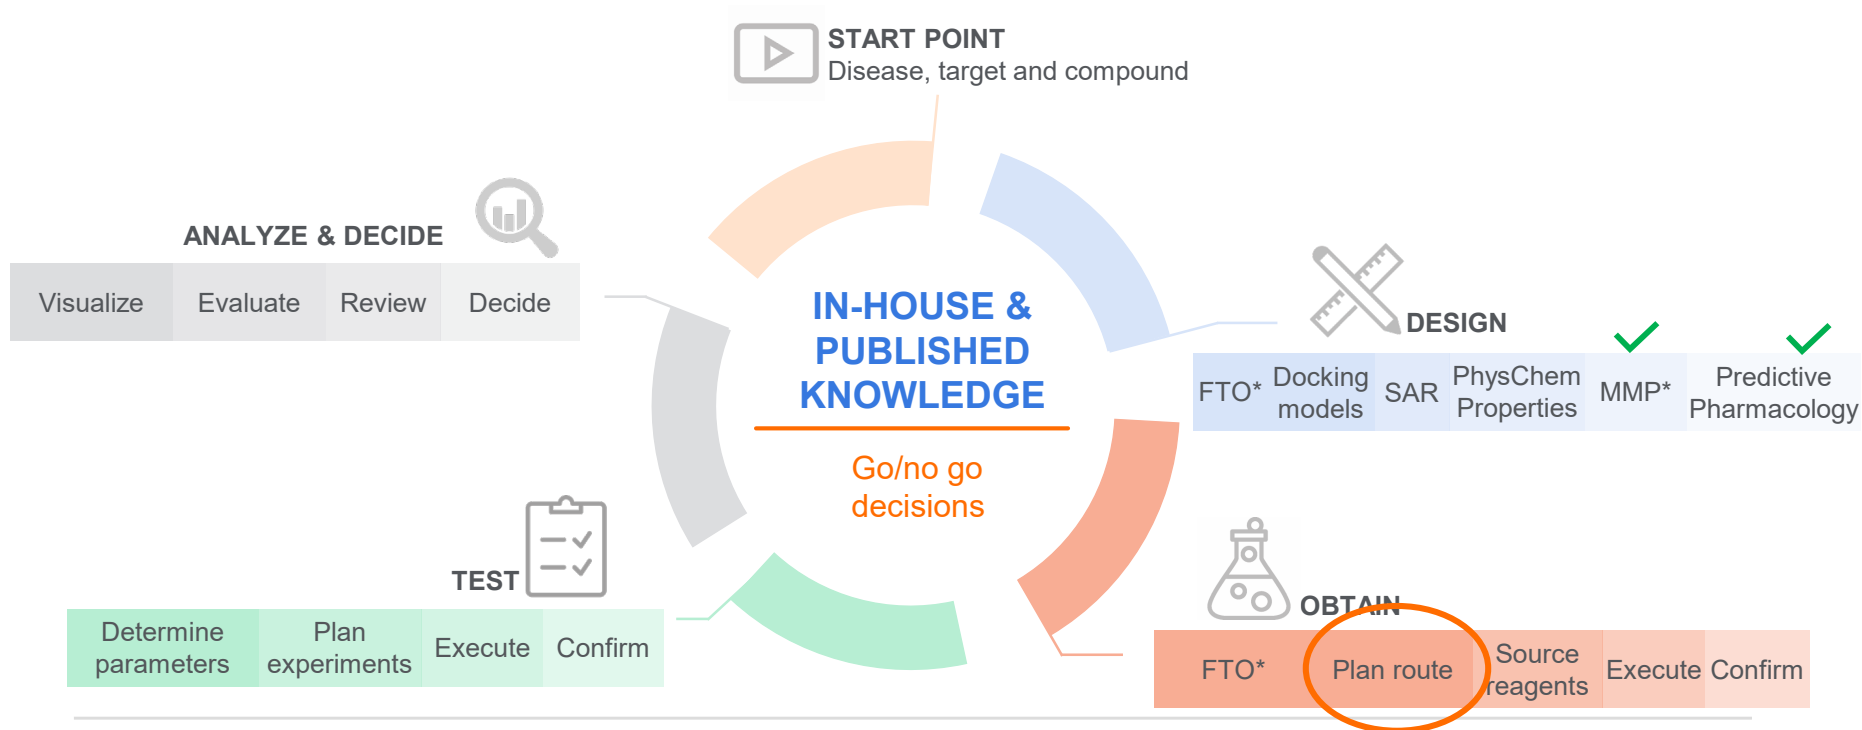 START POINT
Disease, target and compound
ANALYZE & DECIDE
Visualize Evaluate Review Decide
IN-HOUSE &
PUBLISHED
KNOWLEDGE
Go/no go
decisions
DESIGN
FTO* Docking models SAR PhysChem Properties MMP* Predictive Pharmacology
TEST
Determine parameters Plan experiments Execute Confirm
OBTAIN
FTO* Plan route Source reagents Execute Confirm